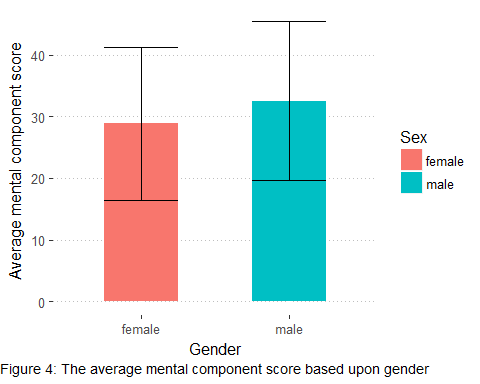 Average mental component score
40
30
20
10
0
female
male
Gender
Sex
female
male
Figure 4: The average mental component score based upon gender